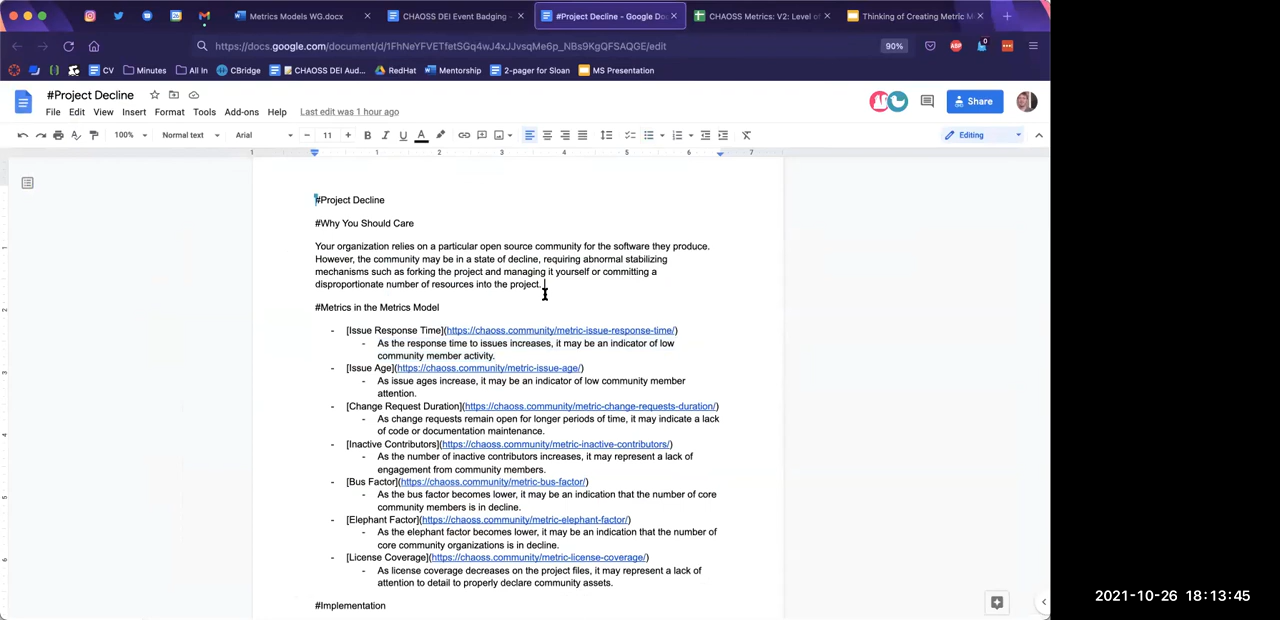 Metrics Models WG.docx
CHAOSS DEI Event Badging -
#Project Decline - Google Doc
CHAOSS Metrics: V2: Level of
Thinking of Creating Metric M
https://docs.google.com/document/d/1FhNeYFVETfetSGq4wJ4xJJvsqMe6p_NBs9KgQFSAQGE/edit
90%
ABP
0
CV
Minutes
All In
CBridge
CHAOSS DEI Aud...
RedHat
Mentorship
2-pager for Sloan
MS Presentation
#Project Decline
File Edit View Insert Format Tools Add-ons Help Last edit was 1 hour ago
Share
100% Normal text Arial 11 B I U A Editing
1 1 2 3 4 5 6 7
#Project Decline
#Why You Should Care
Your organization relies on a particular open source community for the software they produce.
However, the community may be in a state of decline, requiring abnormal stabilizing
mechanisms such as forking the project and managing it yourself or committing a
disproportionate number of resources into the project.
#Metrics in the Metrics Model
- [Issue Response Time](https://chaoss.community/metric-issue-response-time/)
- As the response time to issues increases, it may be an indicator of low
community member activity.
- [Issue Age](https://chaoss.community/metric-issue-age/)
- As issue ages increase, it may be an indicator of low community member
attention.
- [Change Request Duration](https://chaoss.community/metric-change-requests-duration/)
- As change requests remain open for longer periods of time, it may indicate a lack
of code or documentation maintenance.
- [Inactive Contributors](https://chaoss.community/metric-inactive-contributors/)
- As the number of inactive contributors increases, it may represent a lack of
engagement from community members.
- [Bus Factor](https://chaoss.community/metric-bus-factor/)
- As the bus factor becomes lower, it may be an indication that the number of core
community members is in decline.
- [Elephant Factor](https://chaoss.community/metric-elephant-factor/)
- As the elephant factor becomes lower, it may be an indication that the number of
core community organizations is in decline.
- [License Coverage](https://chaoss.community/metric-license-coverage/)
- As license coverage decreases on the project files, it may represent a lack of
attention to detail to properly declare community assets.
#Implementation
2021-10-26 18:13:45